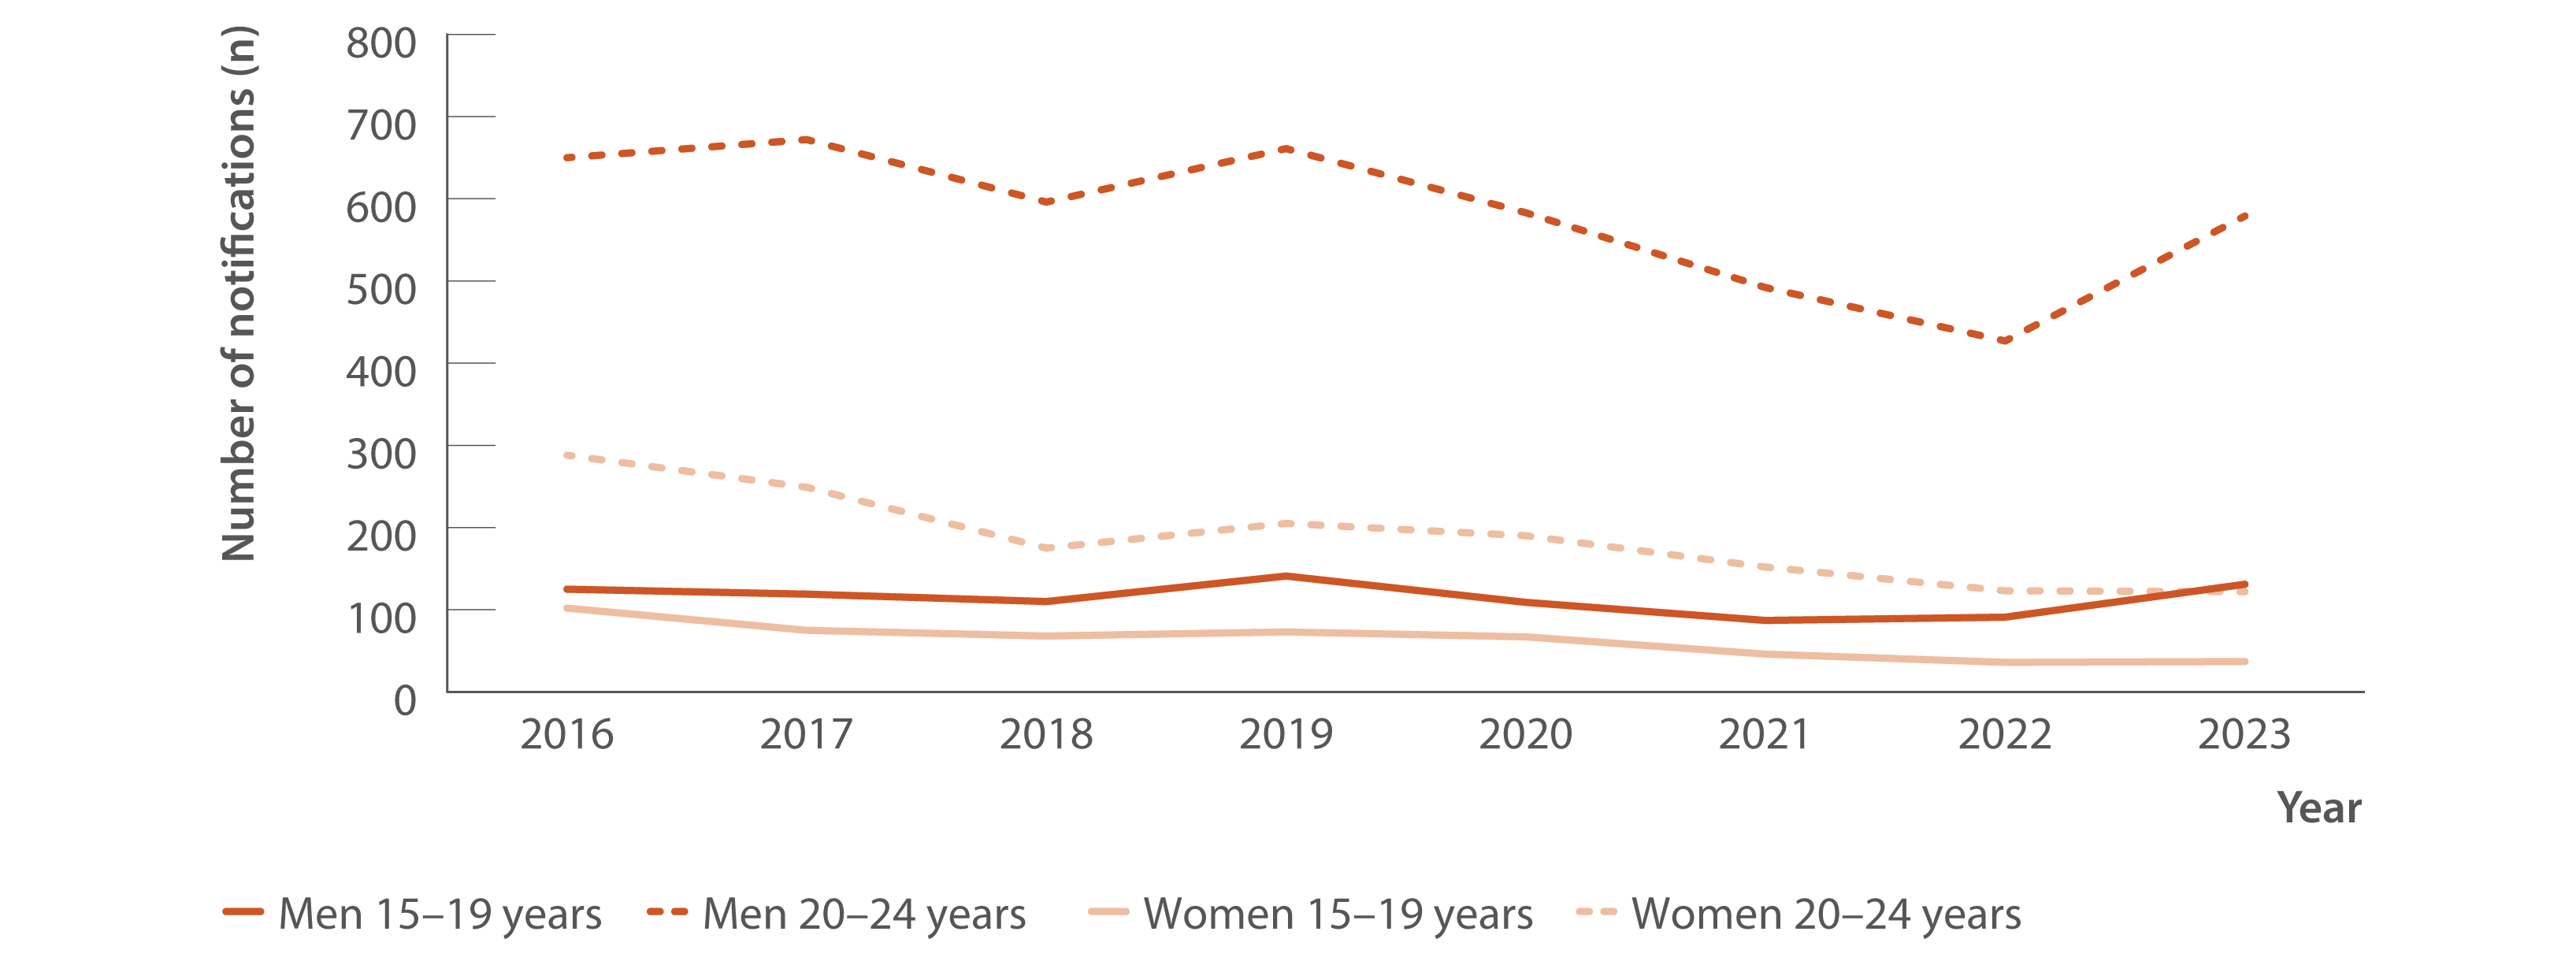 Number of notifications (n)
800
700
600
500
400
300
200
100
0
2016 2017 2018 2019 2020 2021 2022 2023
Year
Men 15–19 years Men 20–24 years Women 15–19 years Women 20–24 years